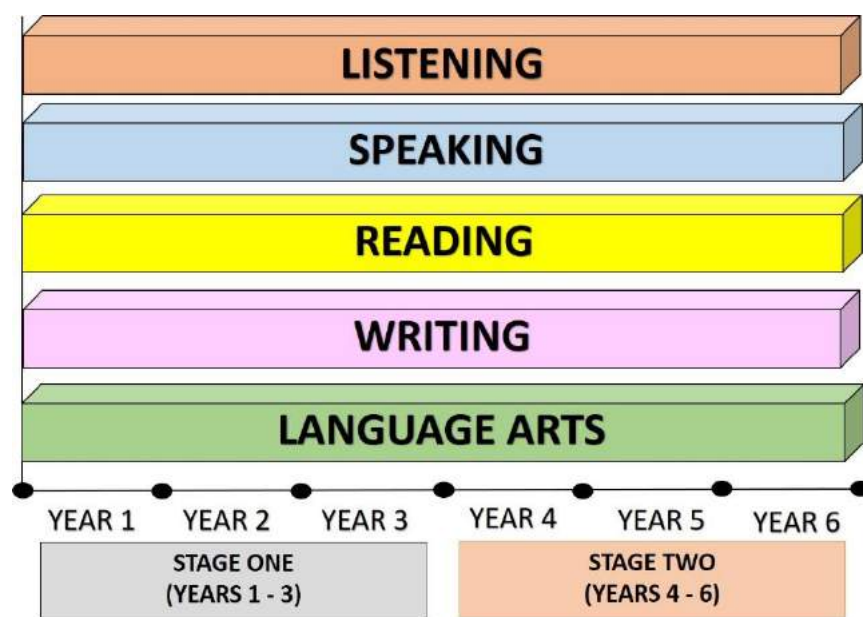 LISTENING
SPEAKING
READING
WRITING
LANGUAGE ARTS
YEAR 1 YEAR 2 YEAR 3 YEAR 4 YEAR 5 YEAR 6
STAGE ONE
(YEARS 1 - 3)
STAGE TWO
(YEARS 4 - 6)